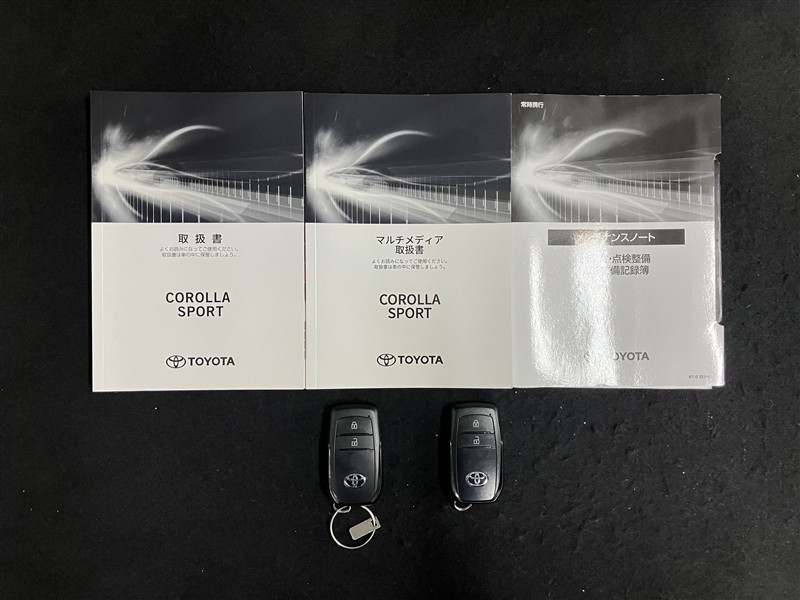 取扱書
よくお読みになってご使用ください。
取扱書は車の中に保管しましょう。
COROLLA
SPORT
TOYOTA
マルチメディア
取扱書
よくお読みになってご使用ください。
取扱書は車の中に保管しましょう。
COROLLA
SPORT
TOYOTA
常時携行
ンスノート
点検整備
備記録簿
OYOTA